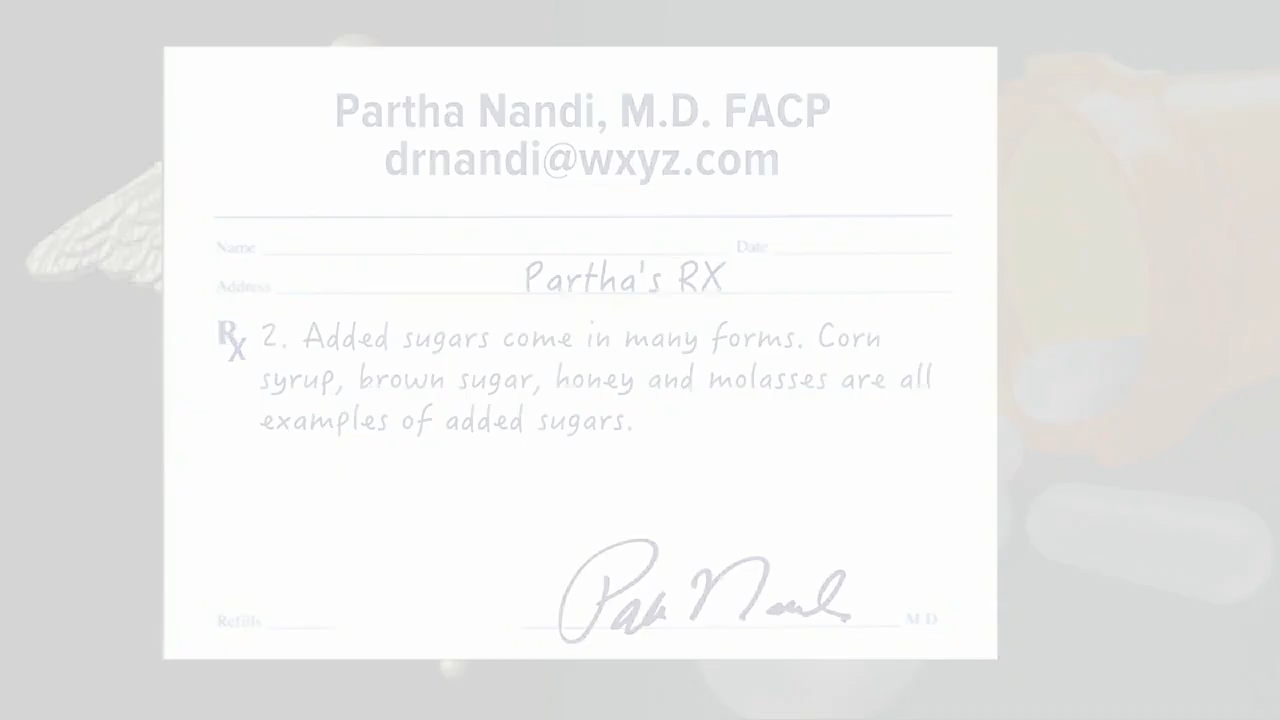 Partha Nandi, M.D. FACP
drnandi@wxyz.com
Name Date
Address Partha's RX
Rx 2. Added sugars come in many forms. Corn
syrup, brown sugar, honey and molasses are all
examples of added sugars.
Refills M.D.